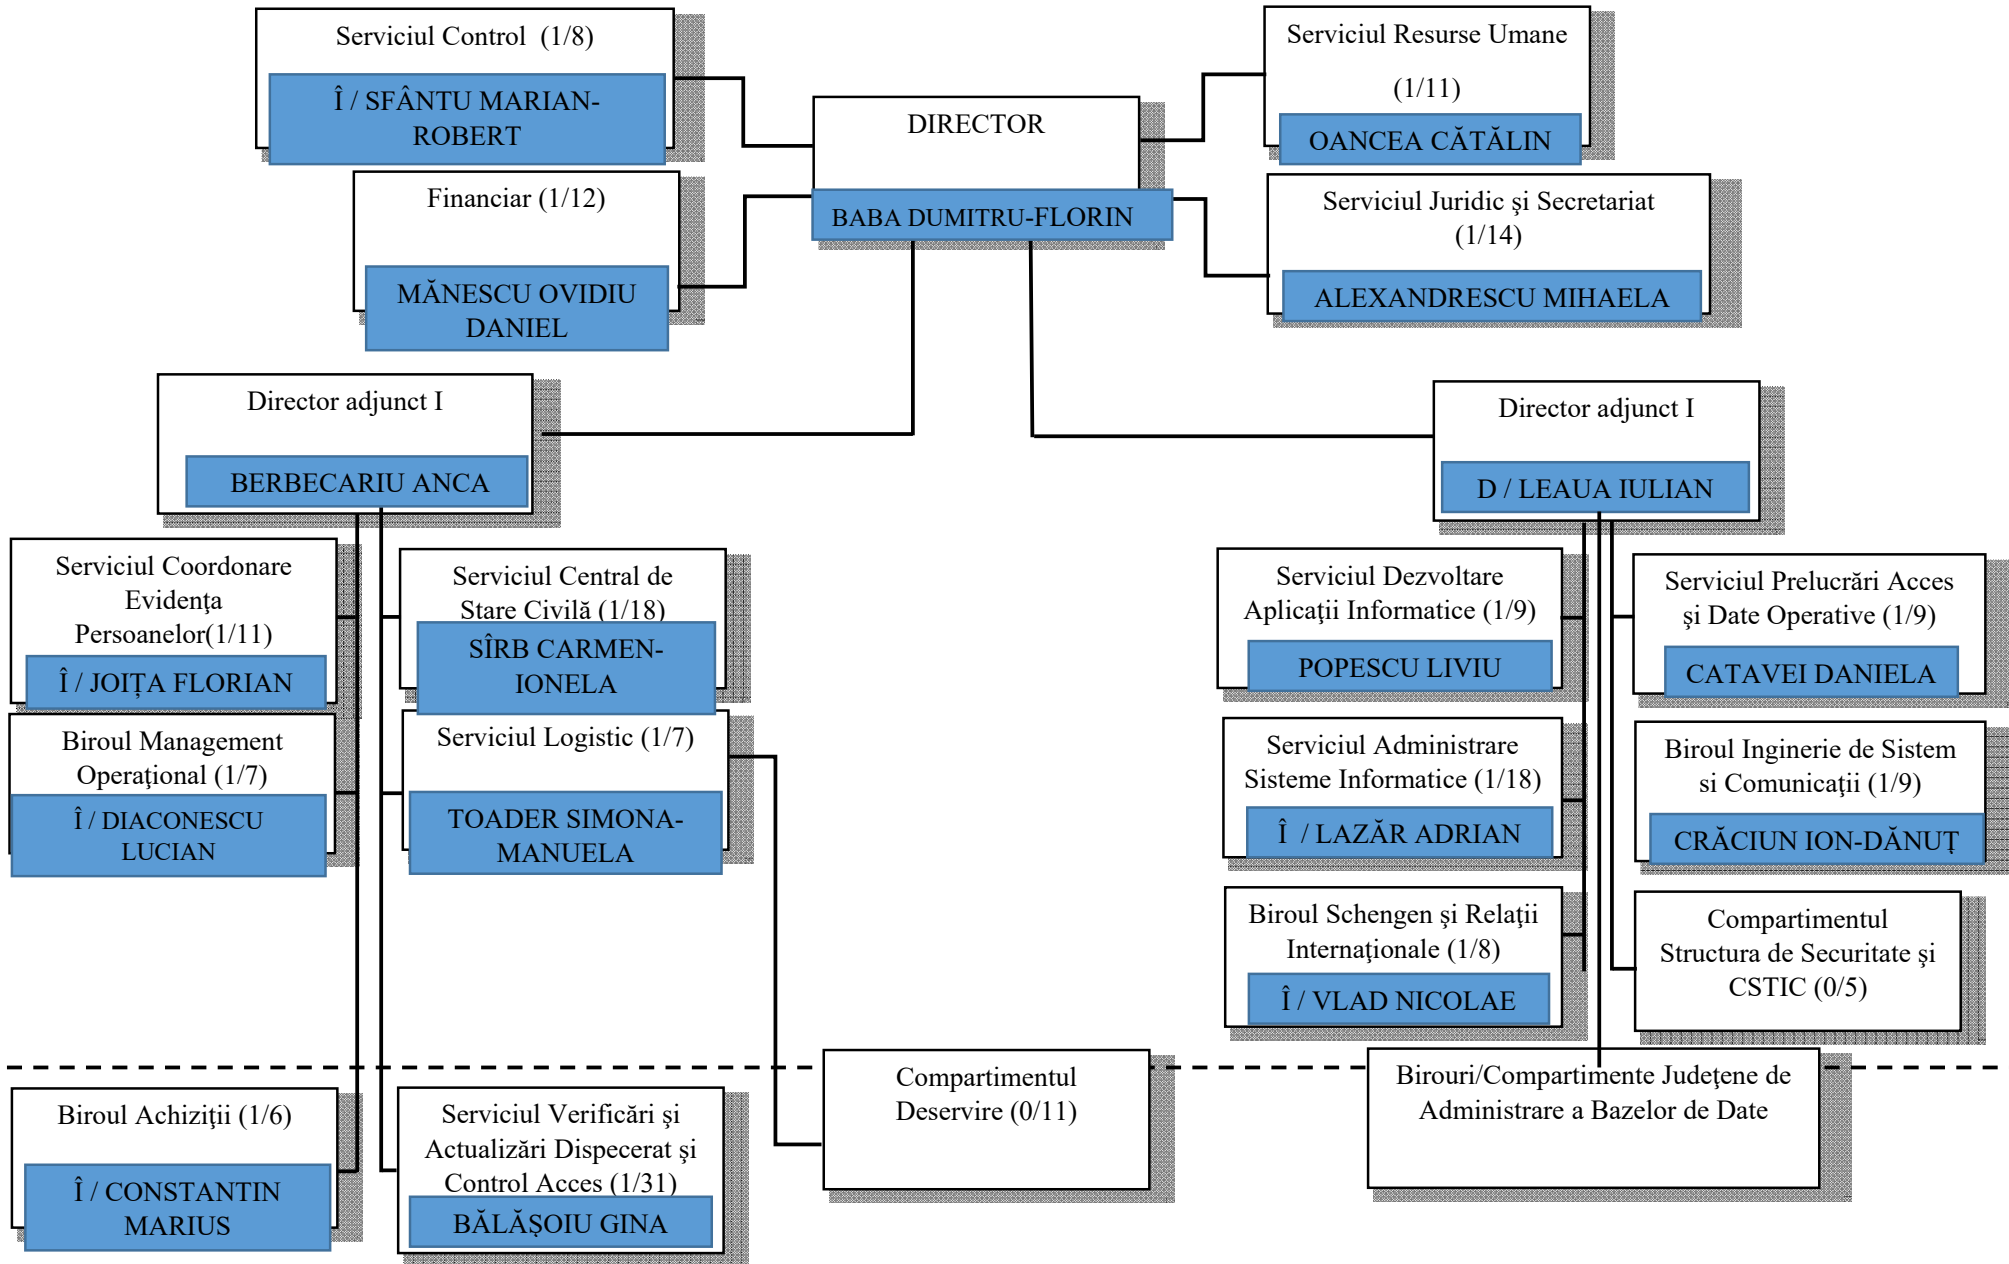 Serviciul Control  (1/8)
Î / SFÂNTU MARIAN-
ROBERT
Serviciul Resurse Umane
(1/11)
OANCEA CĂTĂLIN
DIRECTOR
BABA DUMITRU-FLORIN
Financiar (1/12)
MĂNESCU OVIDIU
DANIEL
Serviciul Juridic şi Secretariat
(1/14)
ALEXANDRESCU MIHAELA
Director adjunct I
BERBECARIU ANCA
Director adjunct I
D / LEAUA IULIAN
Serviciul Coordonare
Evidenţa
Persoanelor(1/11)
Î / JOIȚA FLORIAN
Serviciul Central de
Stare Civilă (1/18)
SÎRB CARMEN-
IONELA
Serviciul Dezvoltare
Aplicaţii Informatice (1/9)
POPESCU LIVIU
Serviciul Prelucrări Acces
şi Date Operative (1/9)
CATAVEI DANIELA
Biroul Management
Operaţional (1/7)
Î / DIACONESCU
LUCIAN
Serviciul Logistic (1/7)
TOADER SIMONA-
MANUELA
Serviciul Administrare
Sisteme Informatice (1/18)
Î  / LAZĂR ADRIAN
Biroul Inginerie de Sistem
si Comunicaţii (1/9)
CRĂCIUN ION-DĂNUȚ
Biroul Schengen şi Relaţii
Internaţionale (1/8)
Î / VLAD NICOLAE
Compartimentul
Structura de Securitate şi
CSTIC (0/5)
Biroul Achiziţii (1/6)
Î / CONSTANTIN
MARIUS
Serviciul Verificări şi
Actualizări Dispecerat şi
Control Acces (1/31)
BĂLĂŞOIU GINA
Compartimentul
Deservire (0/11)
Birouri/Compartimente Judeţene de
Administrare a Bazelor de Date